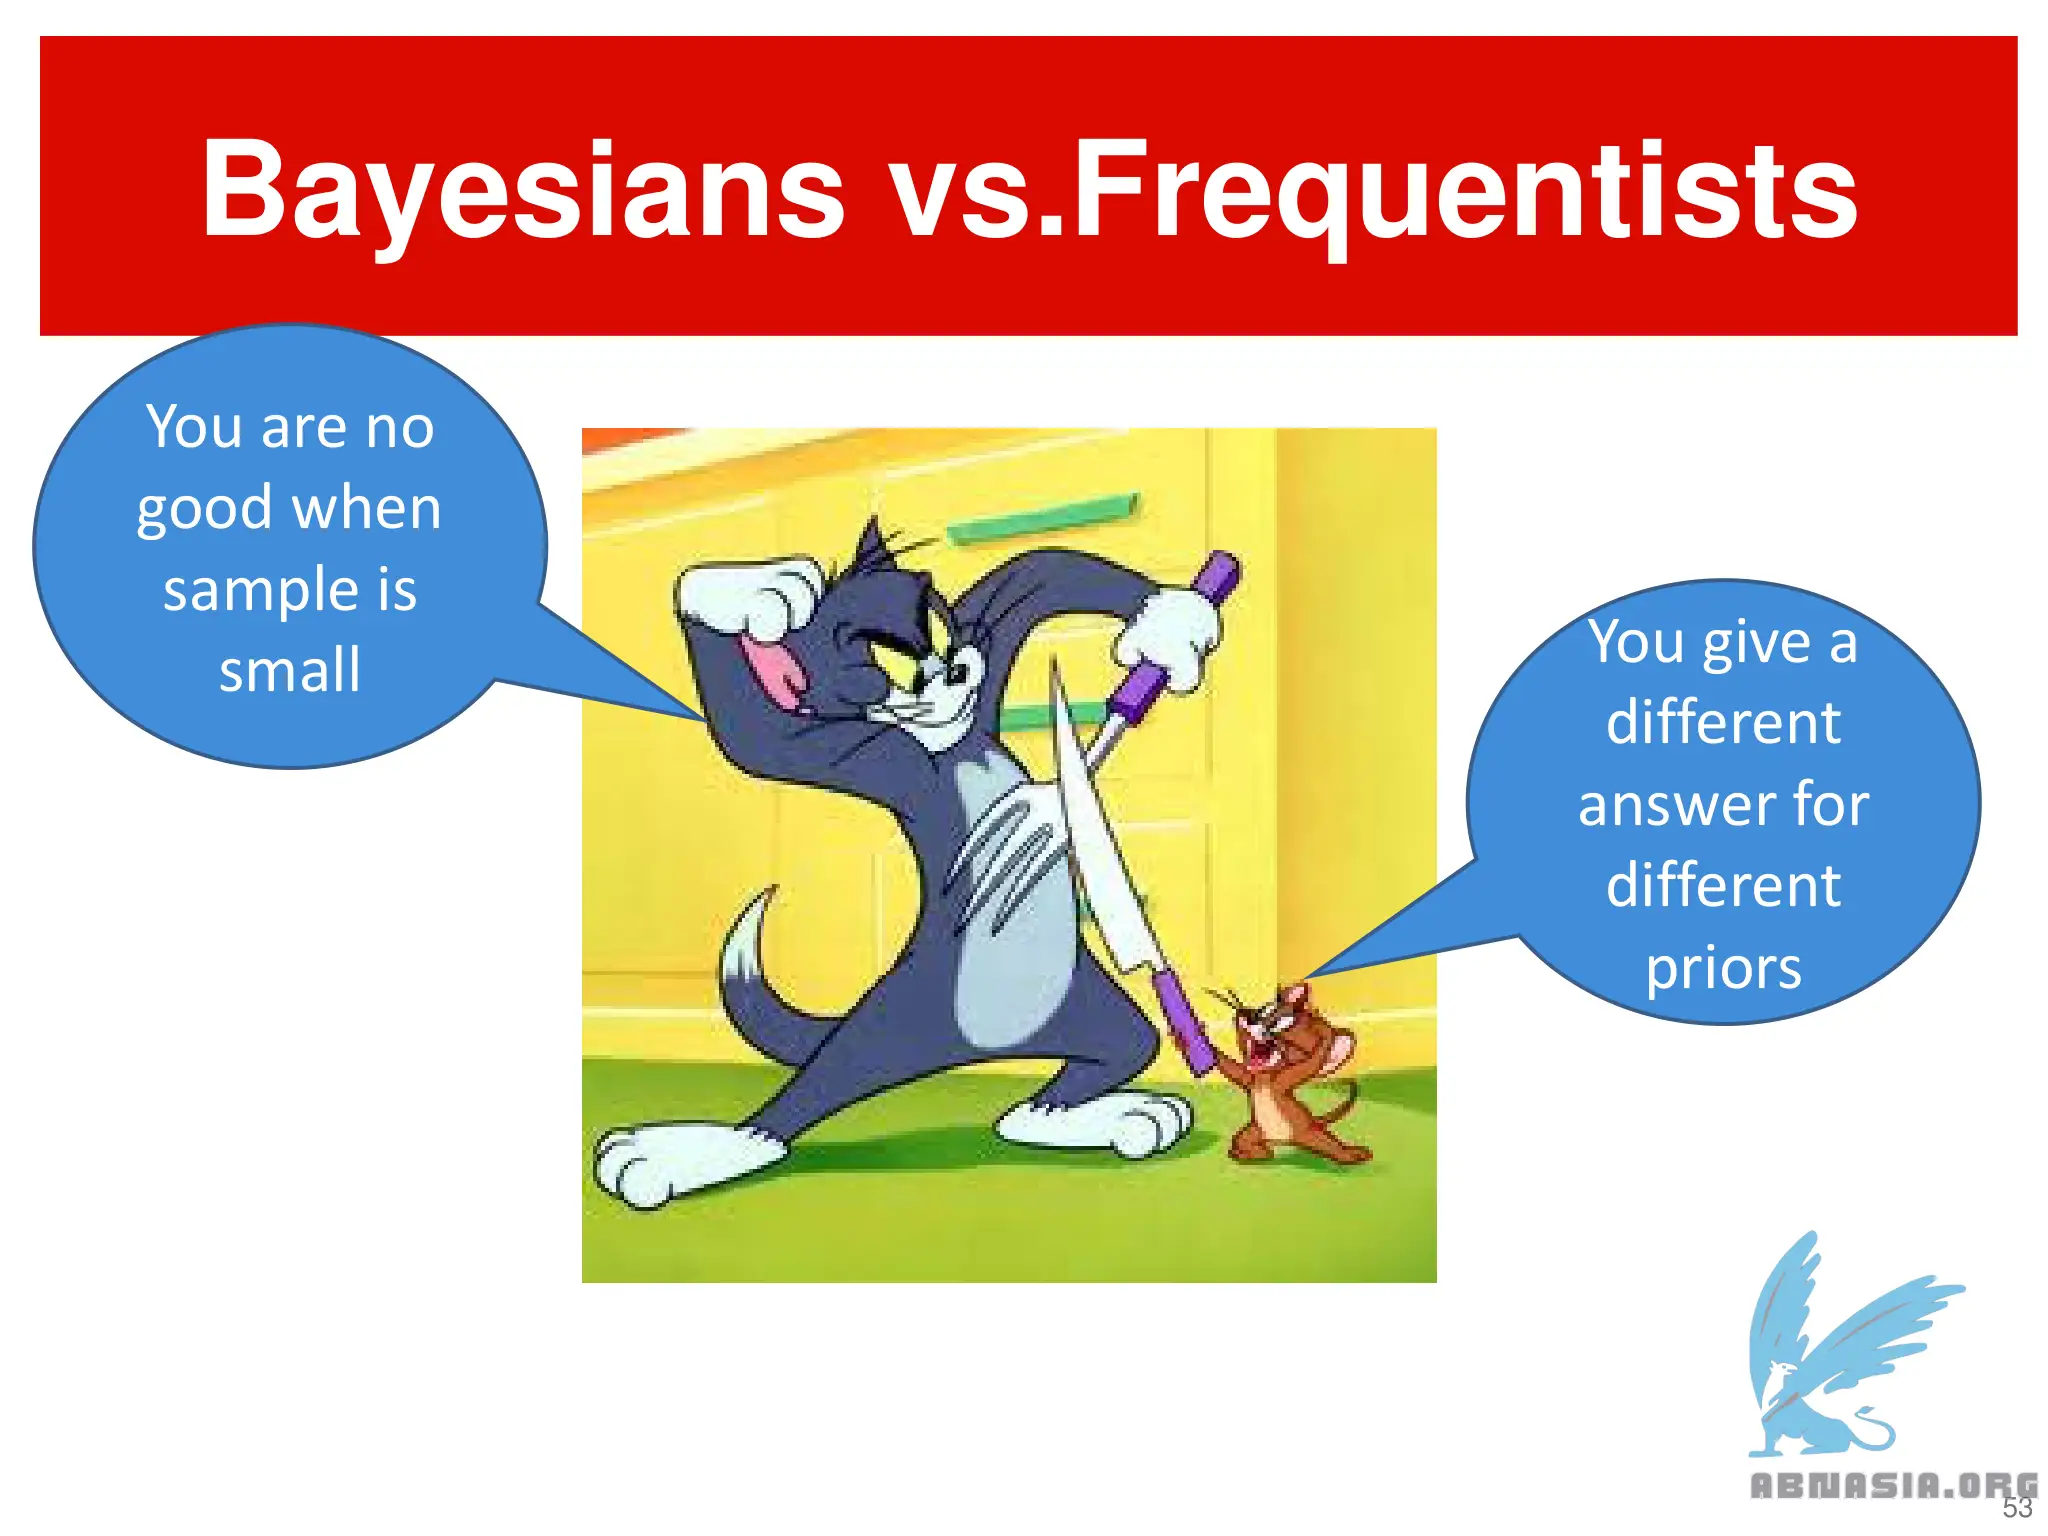 Bayesians vs.Frequentists
You are no
good when
sample is
small
You give a
different
answer for
different
priors
ABNASIA.ORG
53